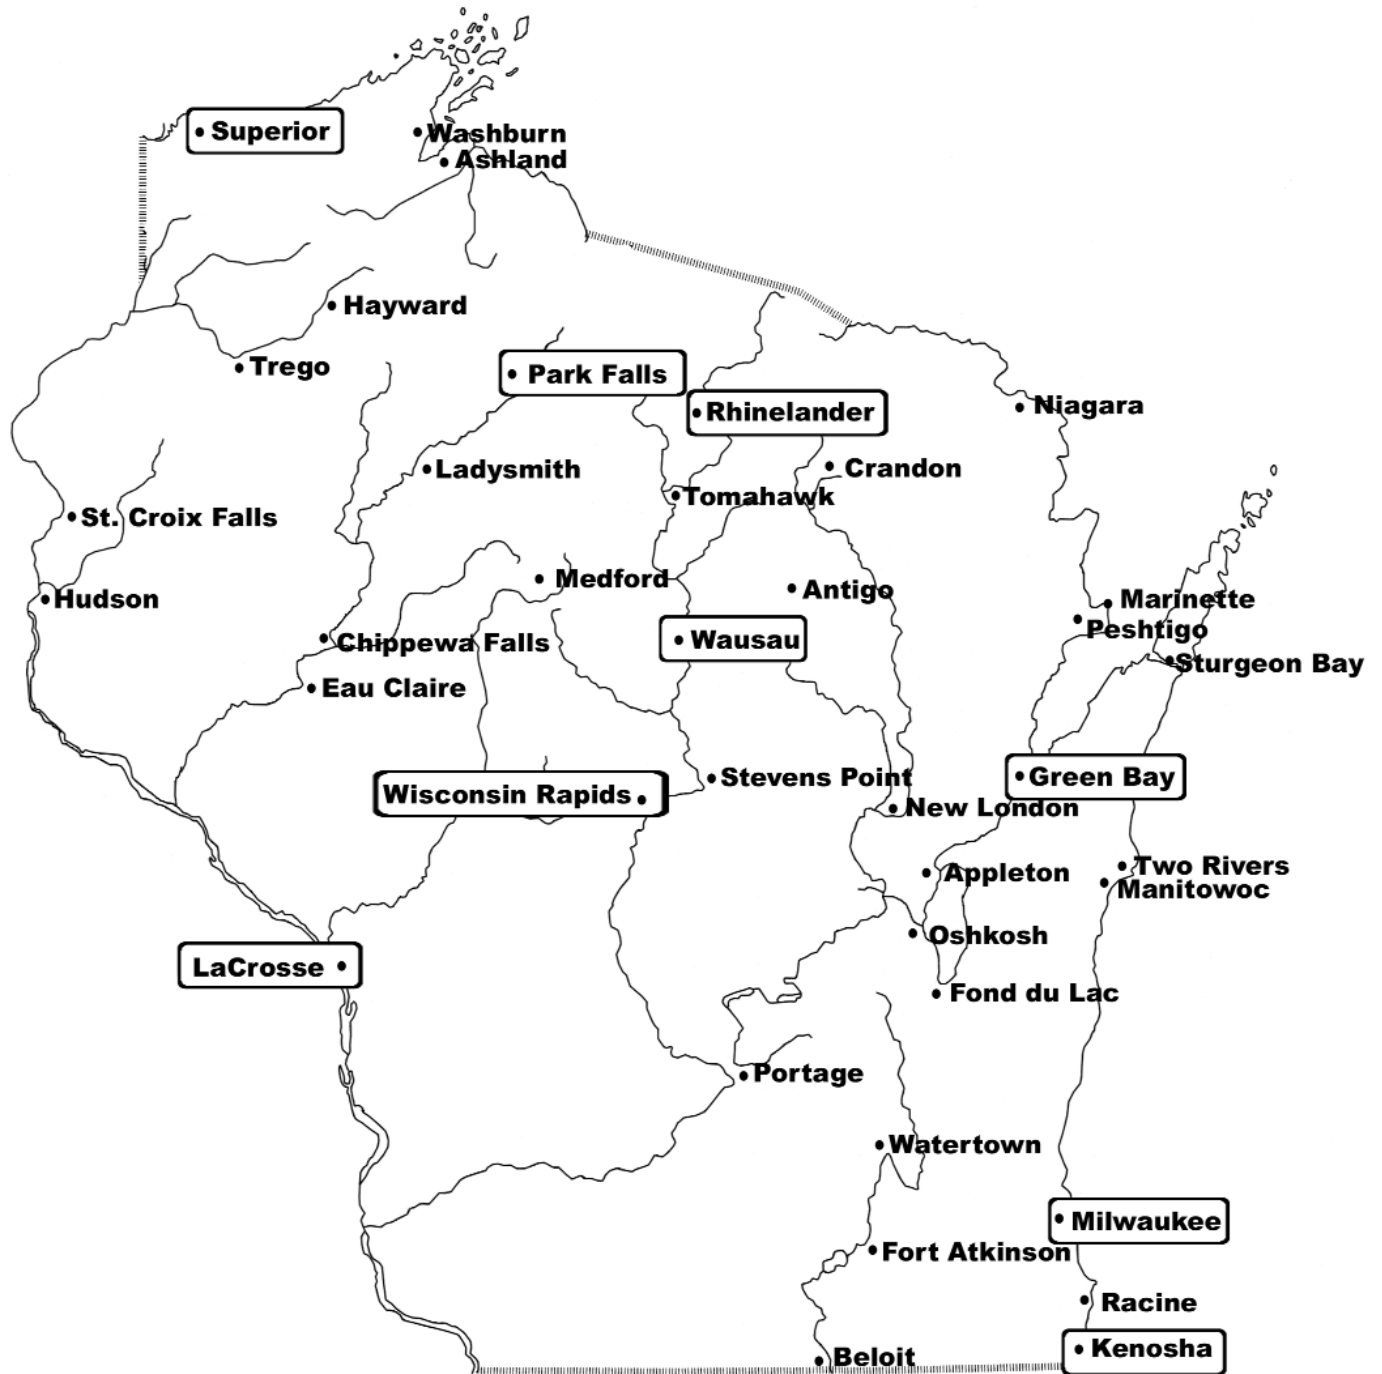 Superior
Washburn
Ashland
Hayward
Trego
Park Falls
Rhinelander
Niagara
Ladysmith
Crandon
Tomahawk
St. Croix Falls
Medford
Antigo
Hudson
Marinette
Peshtigo
Chippewa Falls
Wausau
Sturgeon Bay
Eau Claire
Stevens Point
Green Bay
Wisconsin Rapids
New London
Appleton
Two Rivers
Manitowoc
Oshkosh
LaCrosse
Fond du Lac
Portage
Watertown
Milwaukee
Fort Atkinson
Racine
Kenosha
Beloit